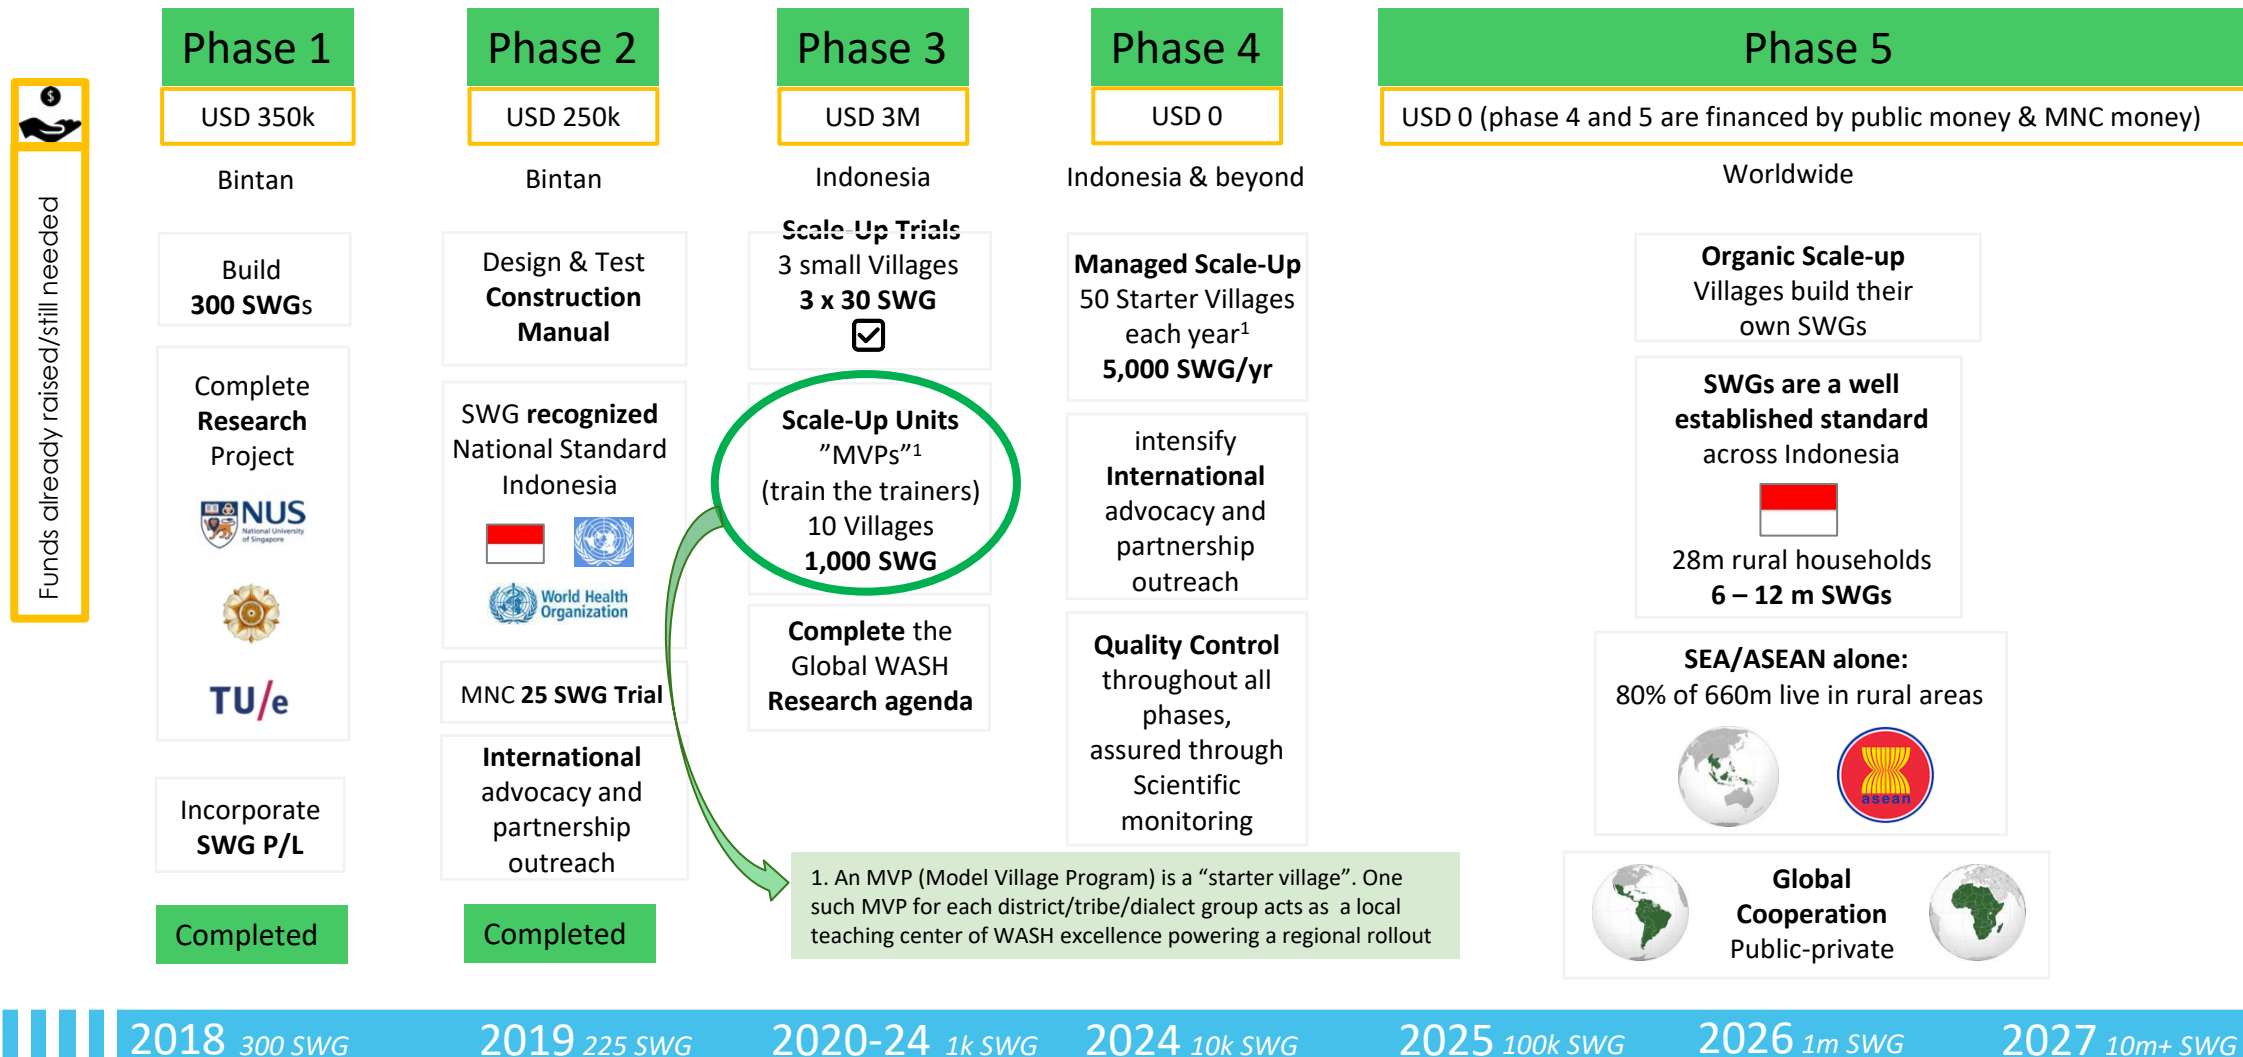 Phase 1
Phase 2
Phase 3
Phase 4
Phase 5
$
Funds already raised/still needed
USD 350k
USD 250k
USD 3M
USD 0
USD 0 (phase 4 and 5 are financed by public money & MNC money)
Bintan
Bintan
Indonesia
Indonesia & beyond
Worldwide
Build
300 SWGs
Complete
Research
Project
NUS
National University
of Singapore
TU/e
Incorporate
SWG P/L
Completed
Design & Test
Construction
Manual
SWG recognized
National Standard
Indonesia
World Health
Organization
MNC 25 SWG Trial
International
advocacy and
partnership
outreach
Completed
Scale-Up Trials
3 small Villages
3 x 30 SWG
Scale-Up Units
”MVPs”1
(train the trainers)
10 Villages
1,000 SWG
Complete the
Global WASH
Research agenda
Managed Scale-Up
50 Starter Villages
each year1
5,000 SWG/yr
intensify
International
advocacy and
partnership
outreach
Quality Control
throughout all
phases,
assured through
Scientific
monitoring
1. An MVP (Model Village Program) is a “starter village”. One
such MVP for each district/tribe/dialect group acts as a local
teaching center of WASH excellence powering a regional rollout
Organic Scale-up
Villages build their
own SWGs
SWGs are a well
established standard
across Indonesia
28m rural households
6 – 12 m SWGs
SEA/ASEAN alone:
80% of 660m live in rural areas
asean
Global
Cooperation
Public-private
2018 300 SWG
2019 225 SWG
2020-24 1k SWG
2024 10k SWG
2025 100k SWG
2026 1m SWG
2027 10m+ SWG